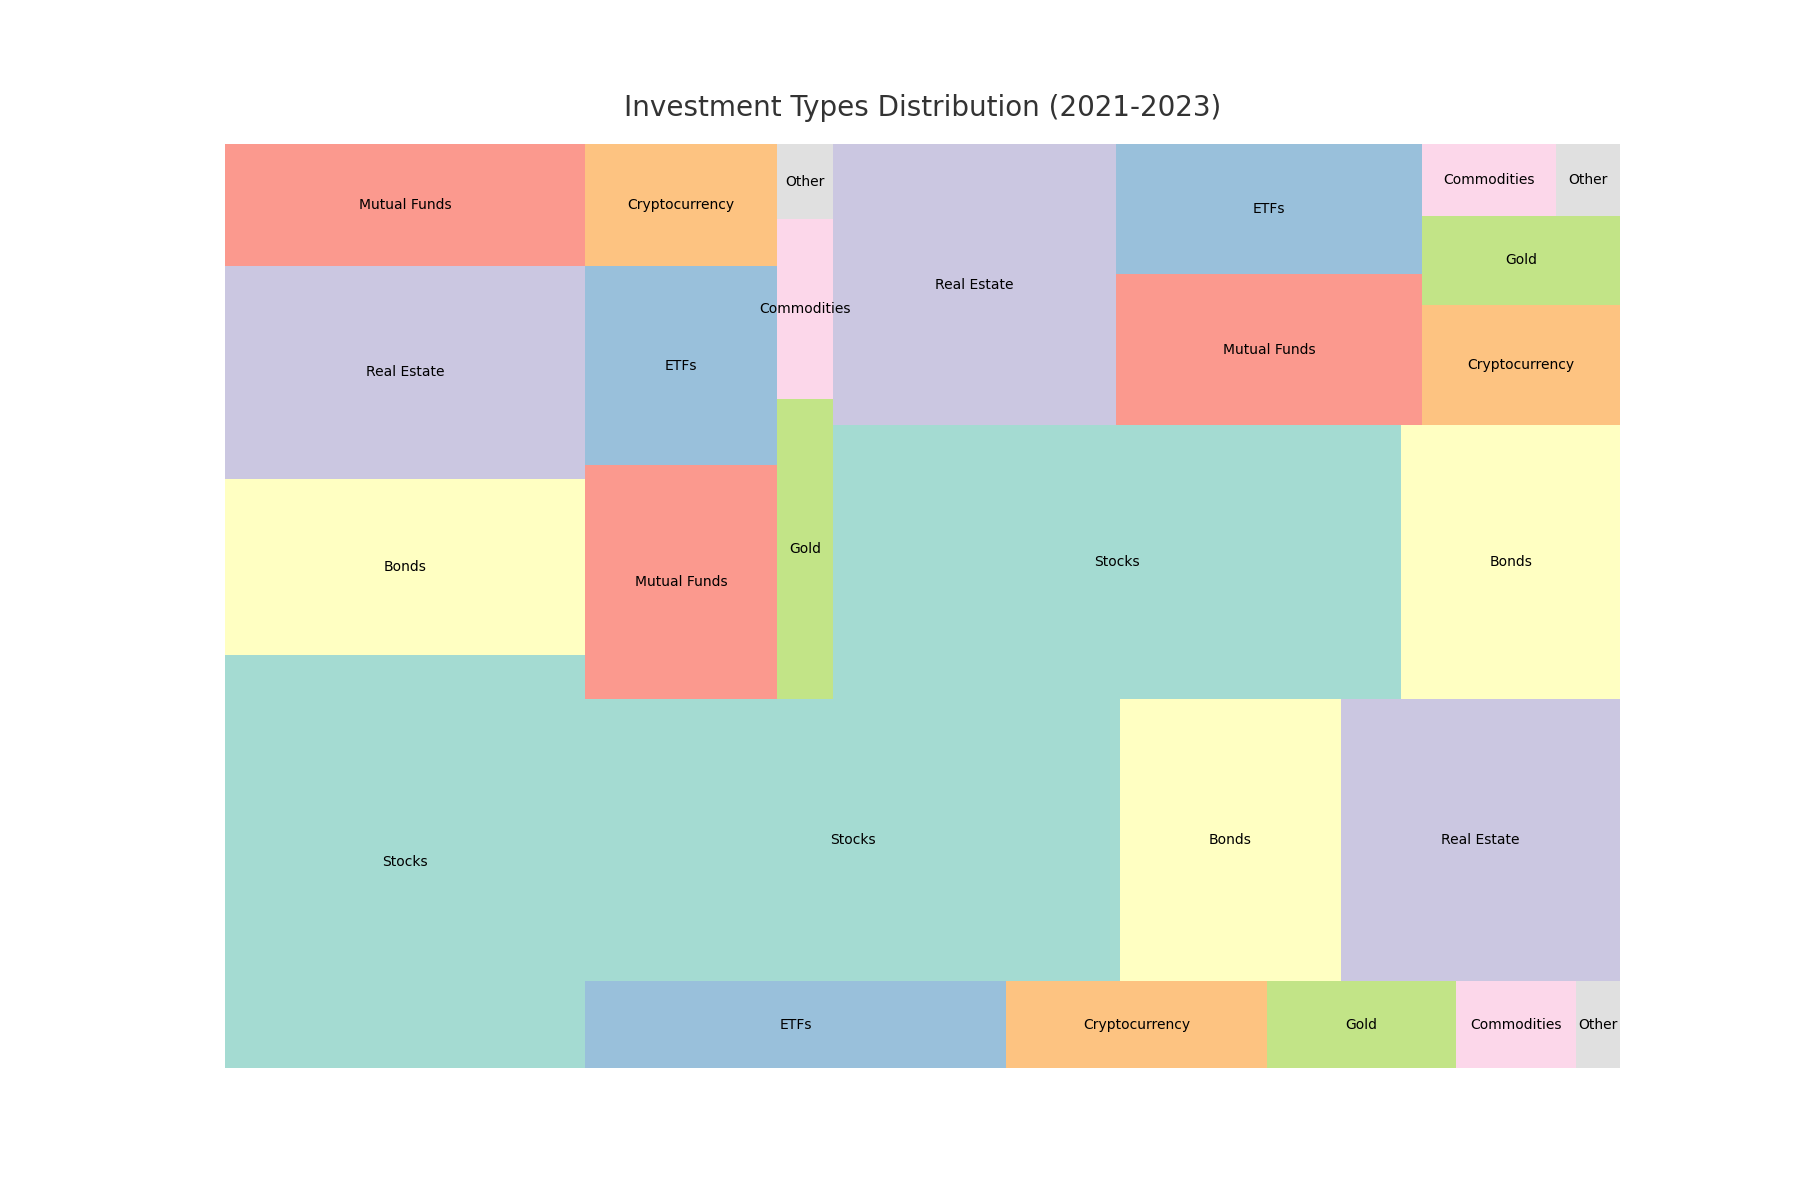 Investment Types Distribution (2021-2023)
Mutual Funds
Cryptocurrency
Other
Real Estate
ETFs
Commodities
Other
Gold
Commodities
Mutual Funds
Cryptocurrency
ETFs
Real Estate
Gold
Stocks
Bonds
Bonds
Mutual Funds
Stocks
Stocks
Bonds
Real Estate
ETFs
Cryptocurrency
Gold
Commodities
Other